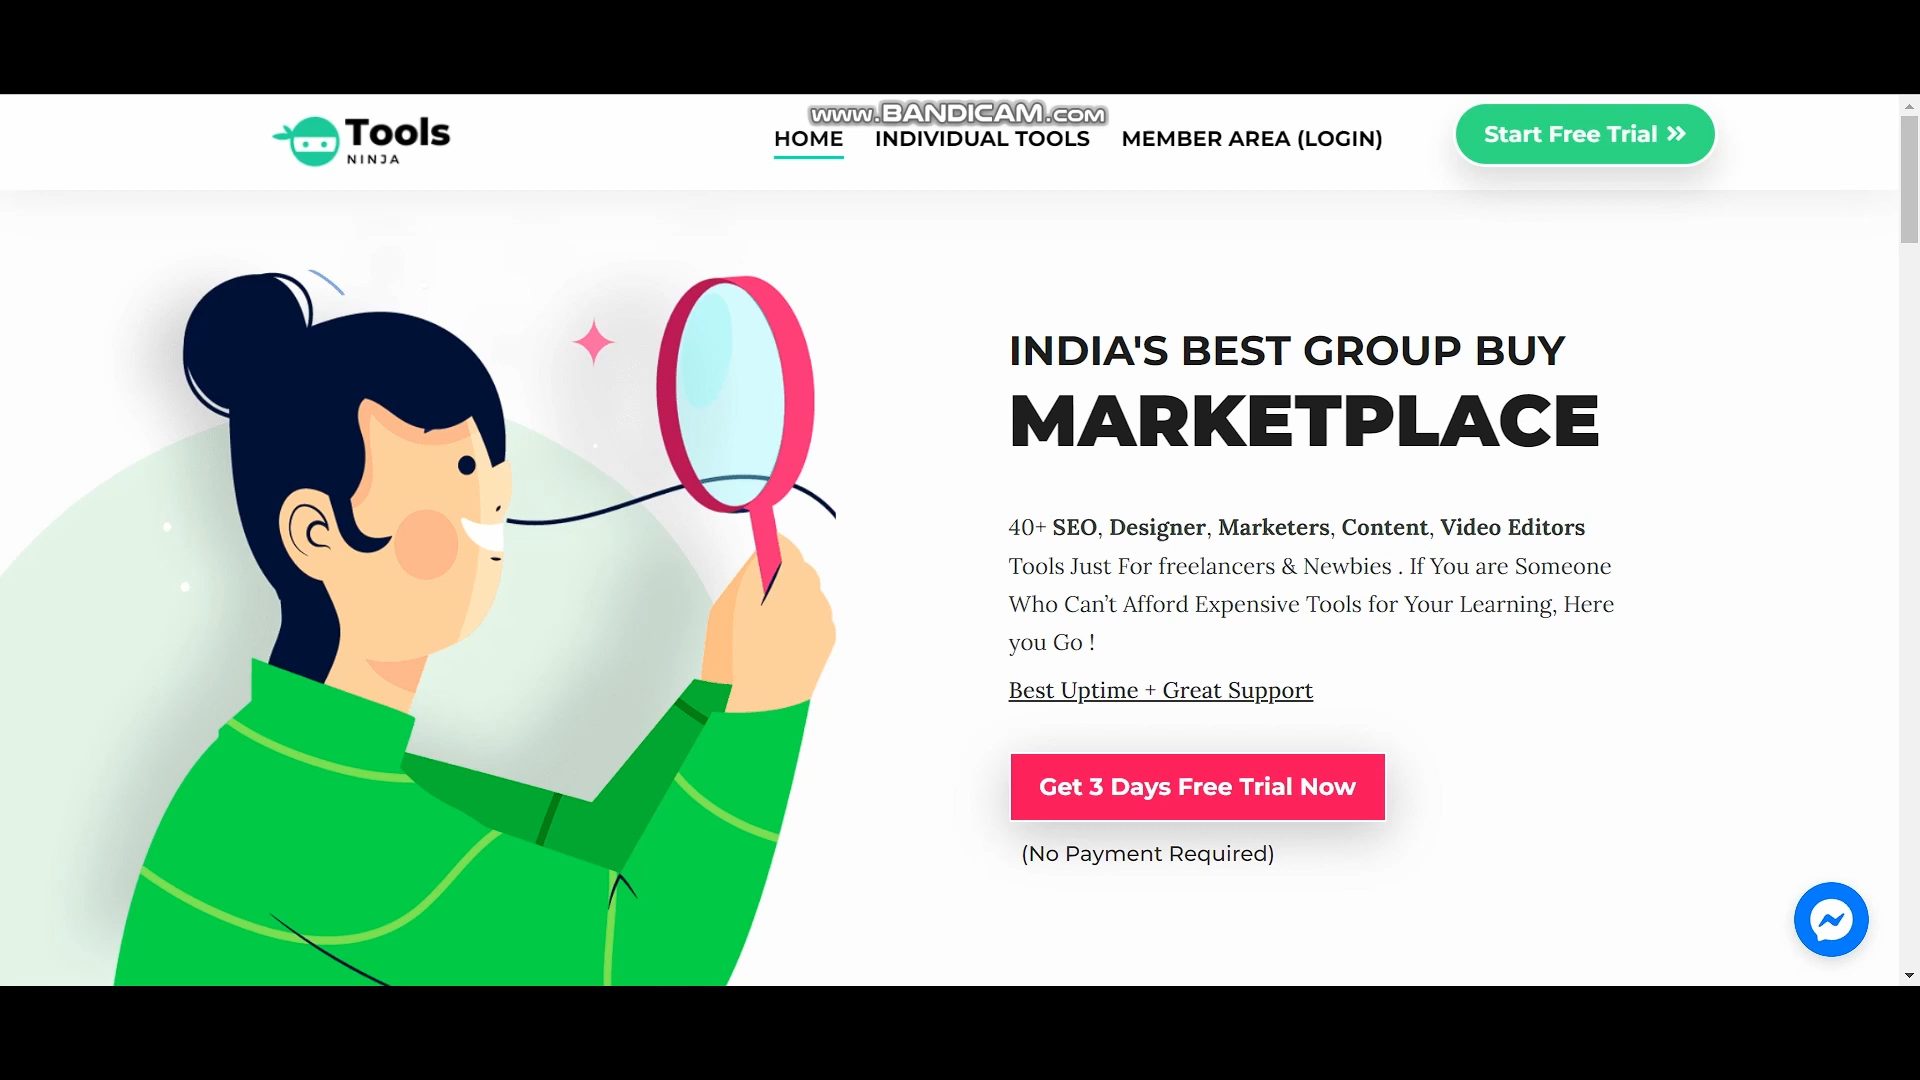 www.BANDICAM.com
Tools
NINJA
HOME
INDIVIDUAL TOOLS
MEMBER AREA (LOGIN)
Start Free Trial »
INDIA'S BEST GROUP BUY
MARKETPLACE
40+ SEO, Designer, Marketers, Content, Video Editors
Tools Just For freelancers & Newbies . If You are Someone
Who Can’t Afford Expensive Tools for Your Learning, Here
you Go !
Best Uptime + Great Support
Get 3 Days Free Trial Now
(No Payment Required)